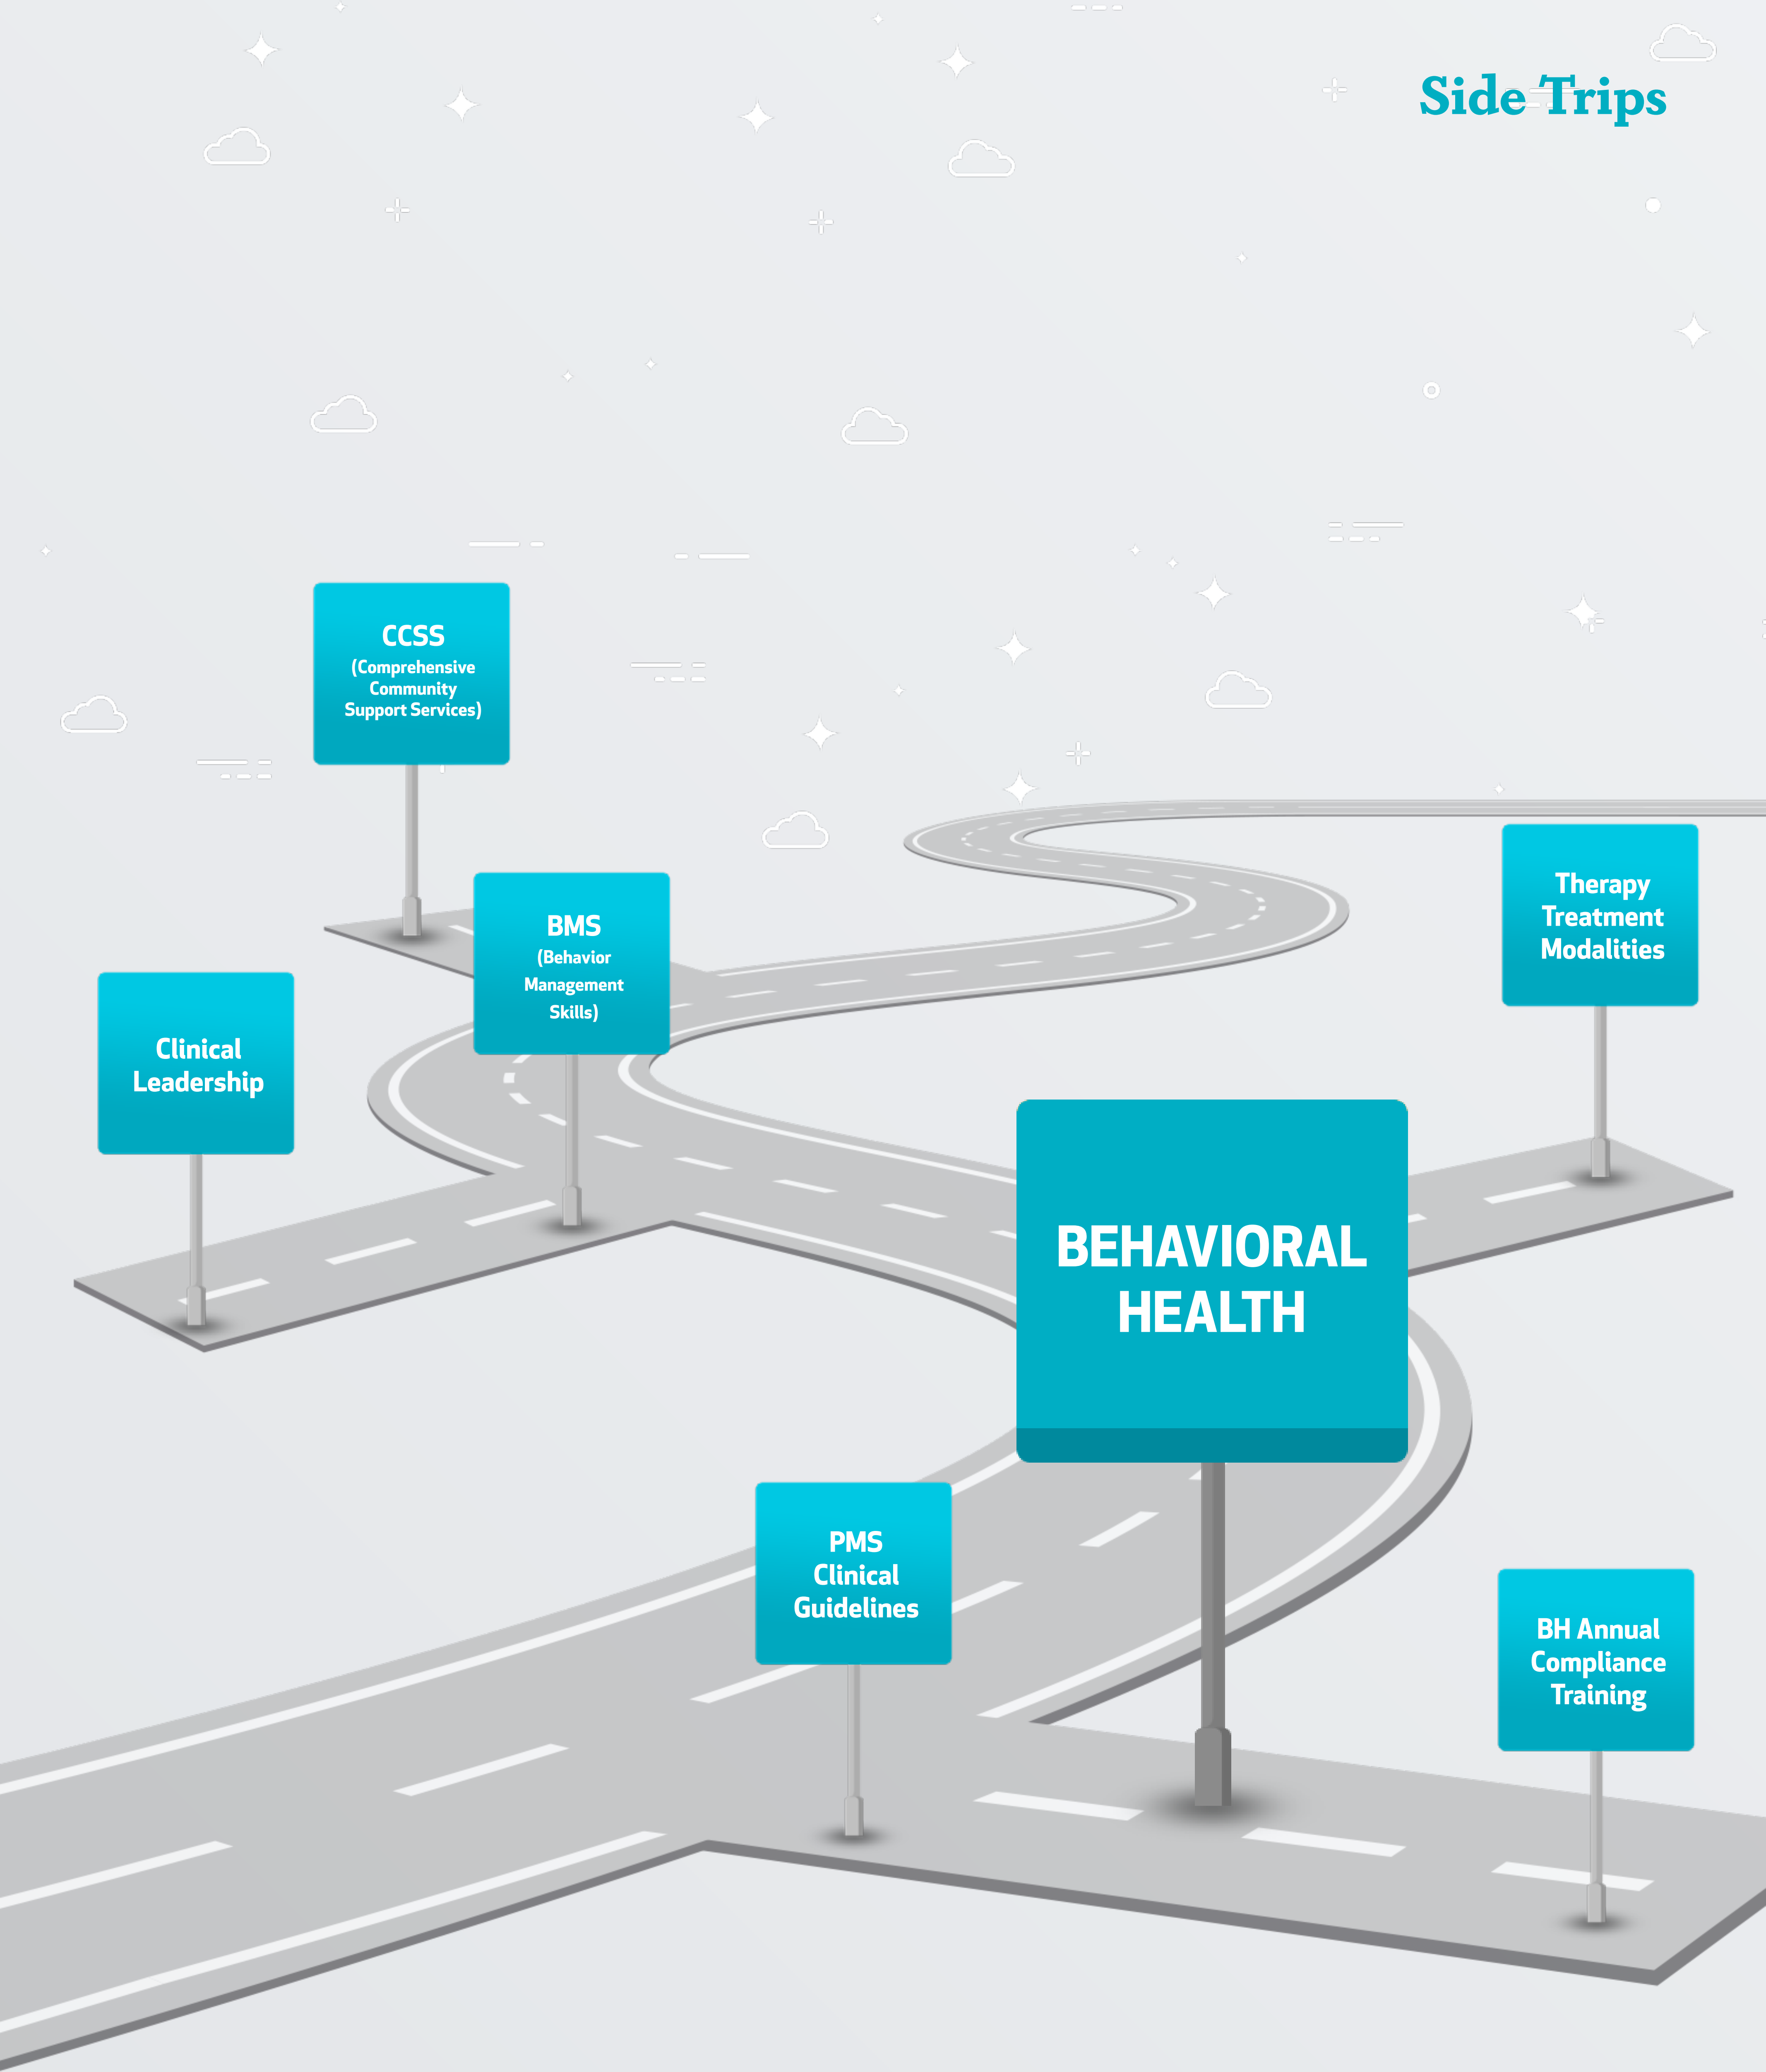 Side Trips
CCSS
(Comprehensive
Community
Support Services)
BMS
(Behavior
Management
Skills)
Therapy
Treatment
Modalities
Clinical
Leadership
BEHAVIORAL
HEALTH
PMS
Clinical
Guidelines
BH Annual
Compliance
Training